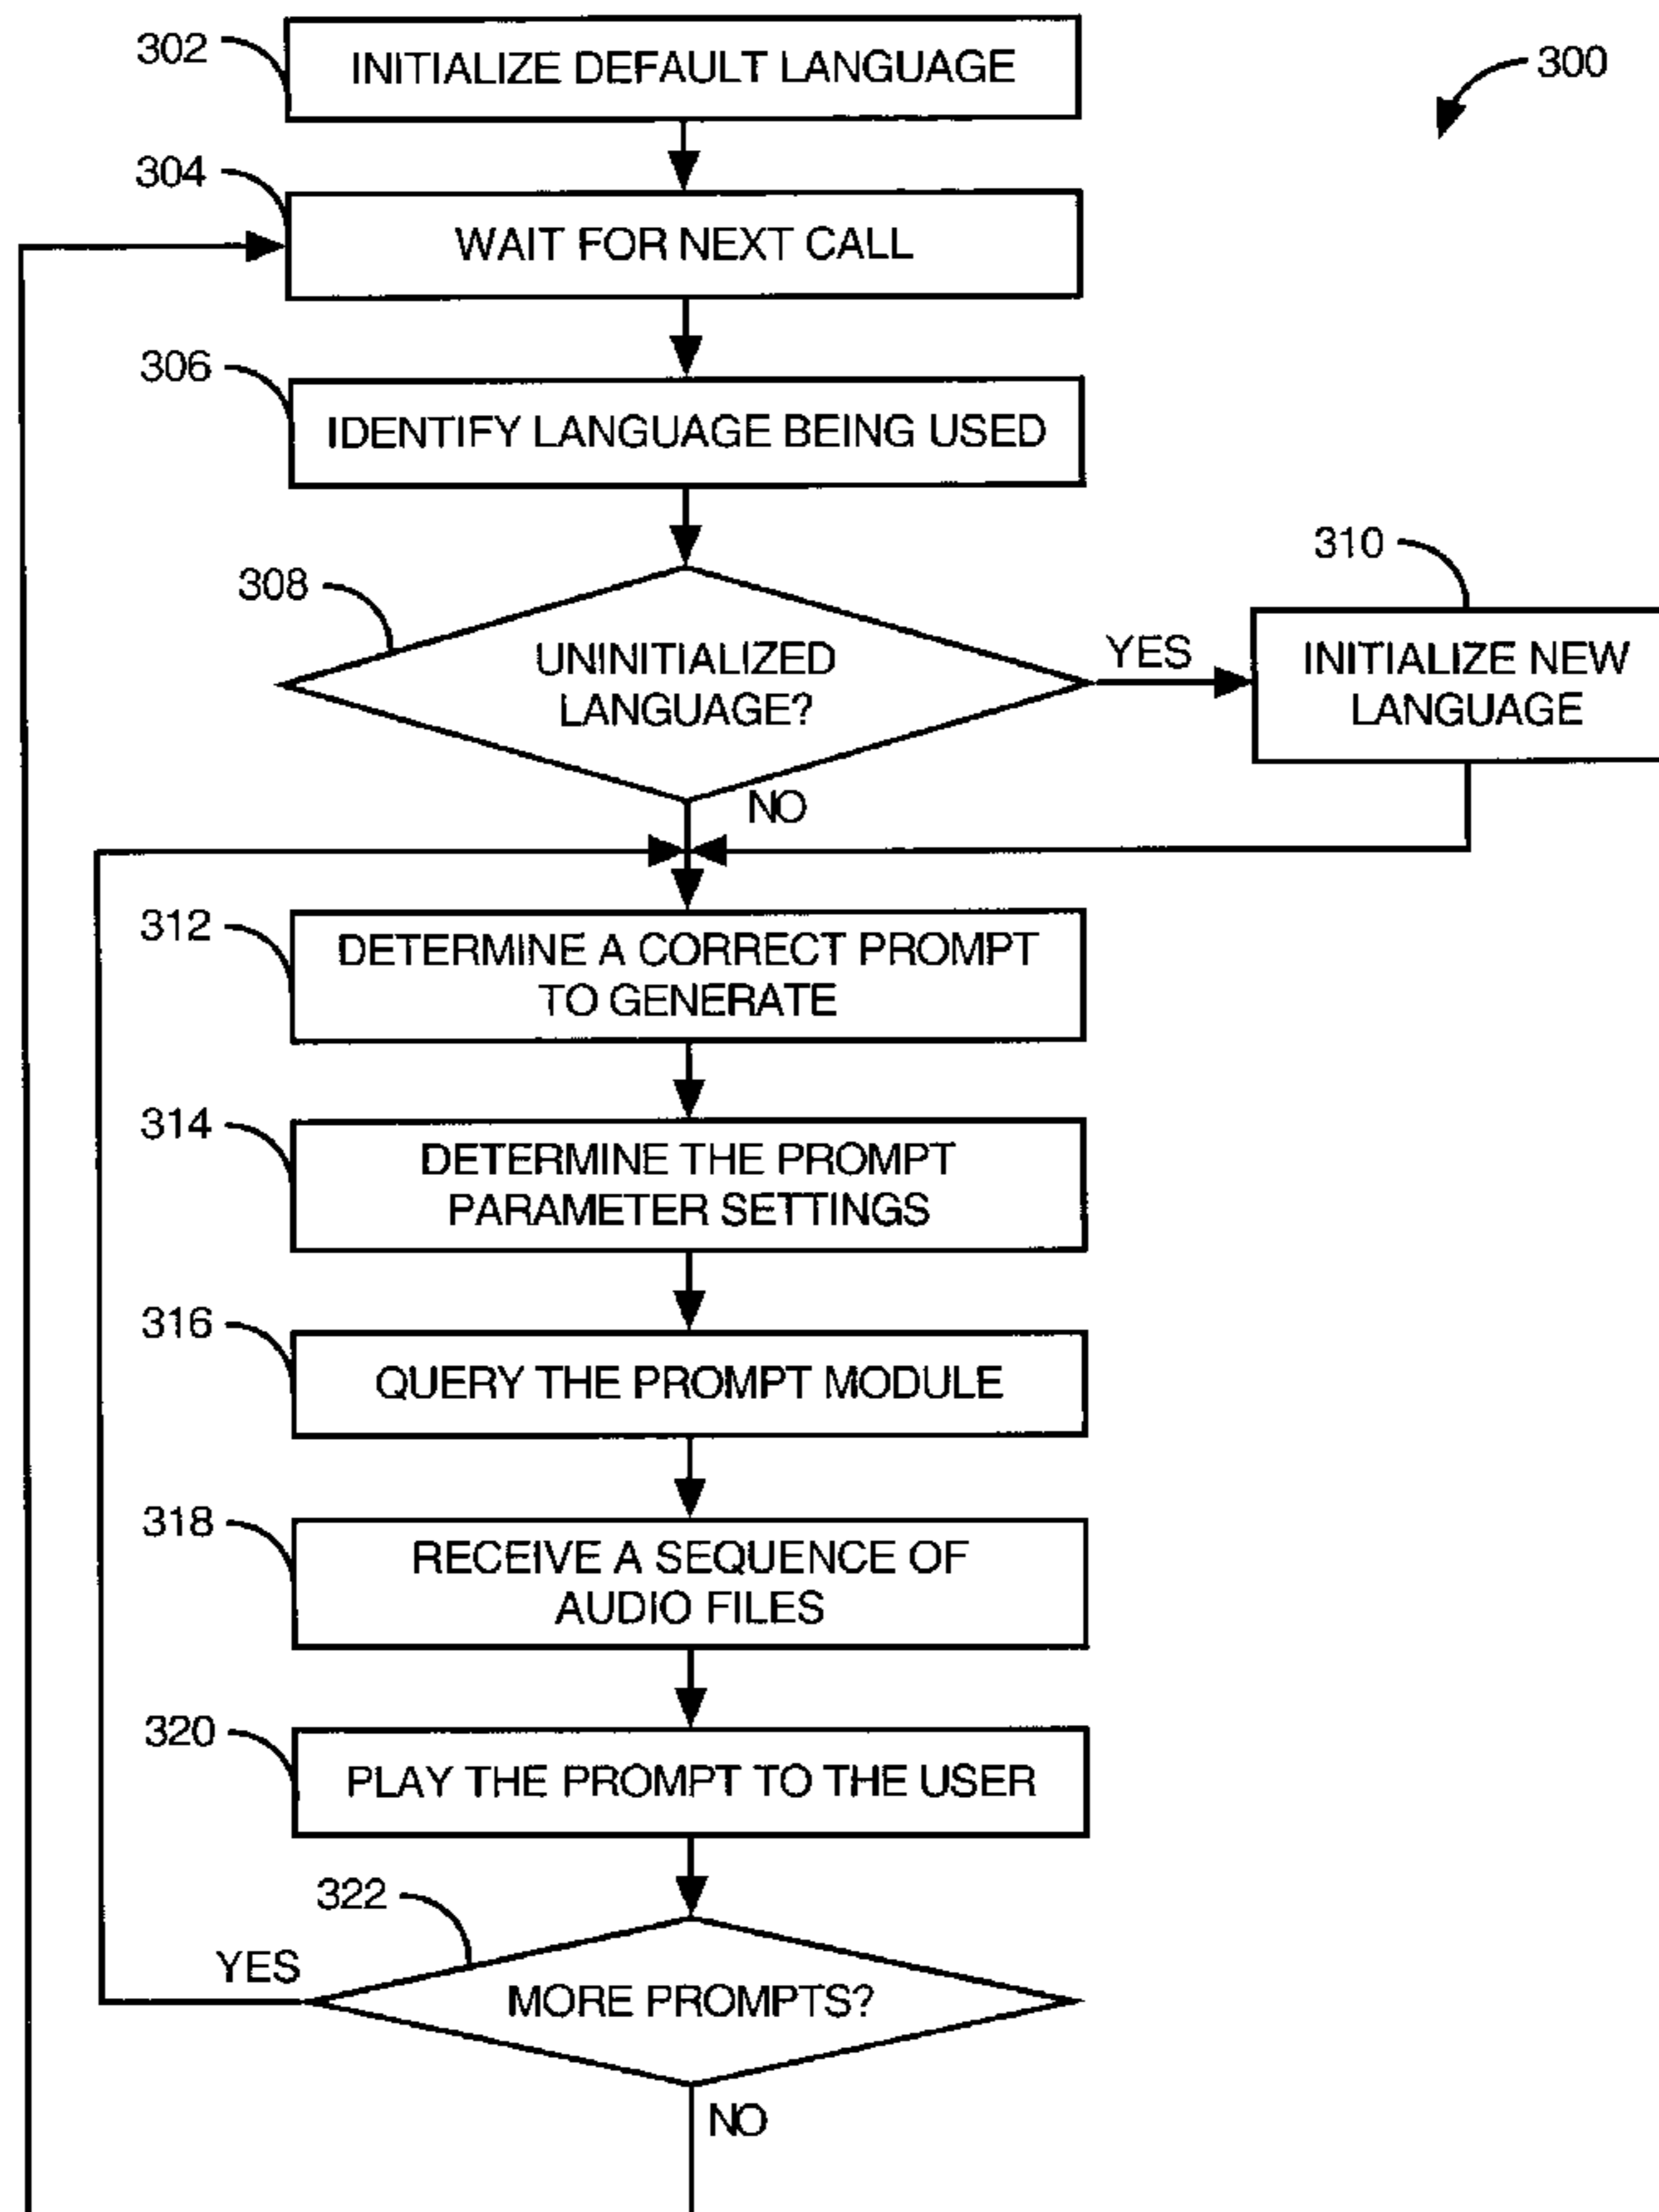 302
INITIALIZE DEFAULT LANGUAGE
300
304
WAIT FOR NEXT CALL
306
IDENTIFY LANGUAGE BEING USED
308
UNINITIALIZED
LANGUAGE?
YES
310
INITIALIZE NEW
LANGUAGE
NO
312
DETERMINE A CORRECT PROMPT
TO GENERATE
314
DETERMINE THE PROMPT
PARAMETER SETTINGS
316
QUERY THE PROMPT MODULE
318
RECEIVE A SEQUENCE OF
AUDIO FILES
320
PLAY THE PROMPT TO THE USER
322
YES
MORE PROMPTS?
NO